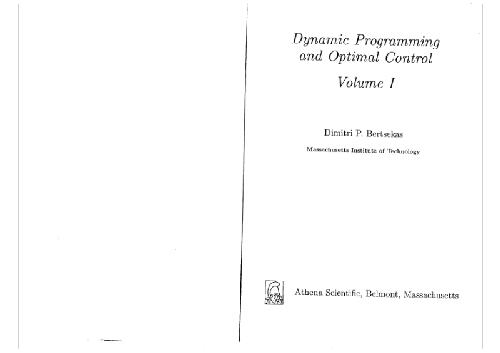 Dynamic Programming
and Optimal Control
Volume I
Dimitri P. Bertsekas
Massachusetts Institute of Technology
Athena Scientific, Belmont, Massachusetts